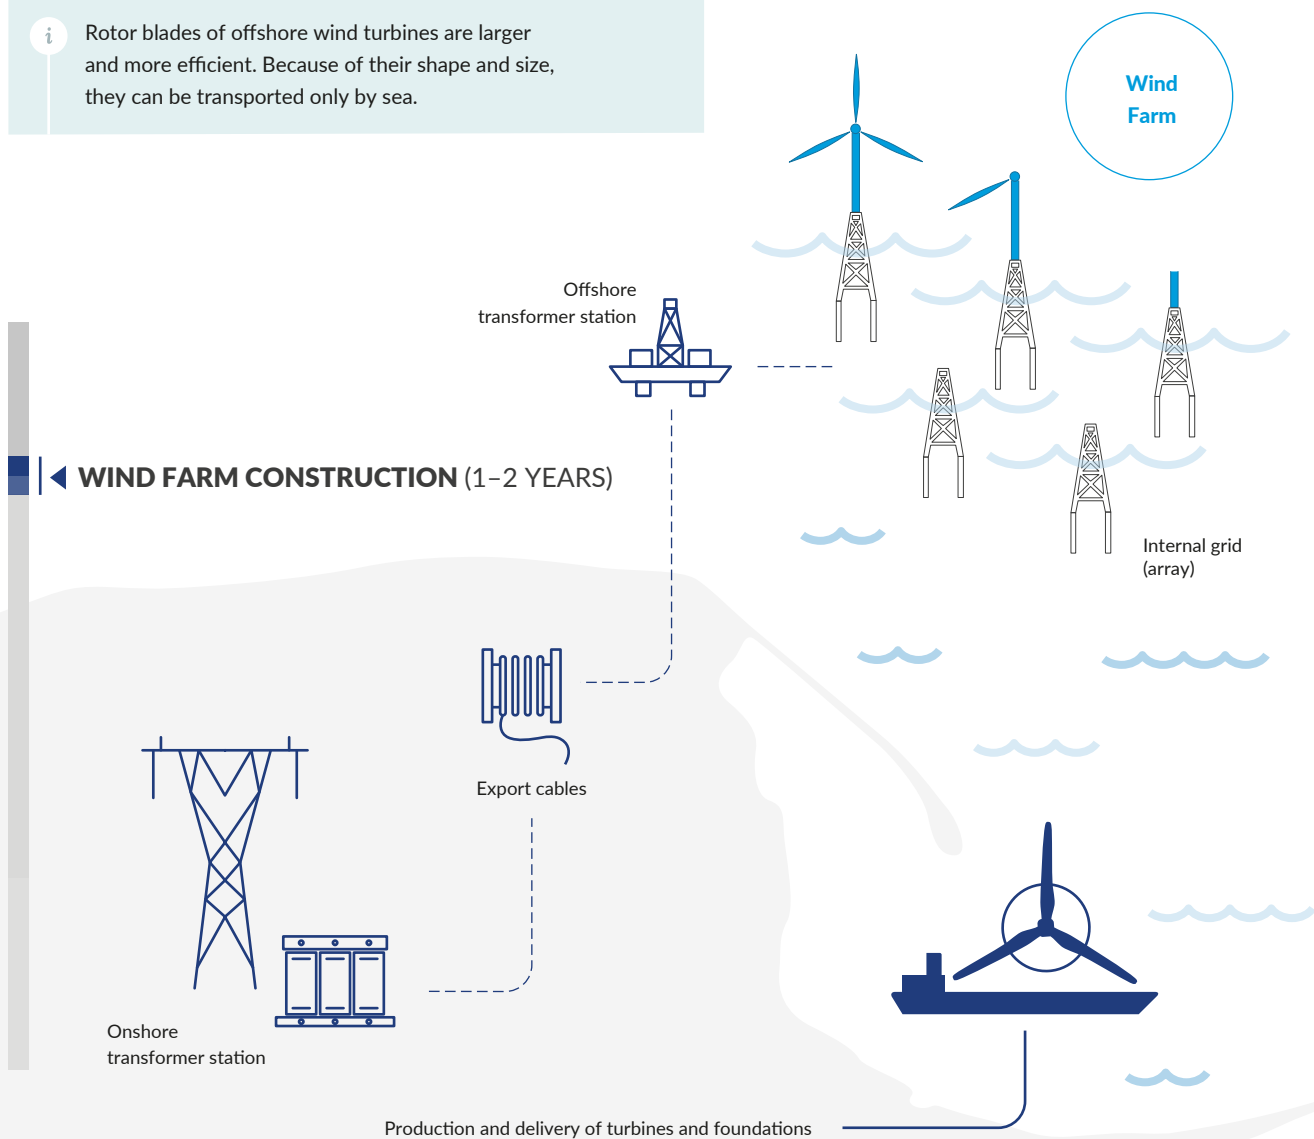 i
Rotor blades of offshore wind turbines are larger
and more efficient. Because of their shape and size,
they can be transported only by sea.
Wind
Farm
Offshore
transformer station
WIND FARM CONSTRUCTION (1–2 YEARS)
Internal grid
(array)
Export cables
Onshore
transformer station
Production and delivery of turbines and foundations